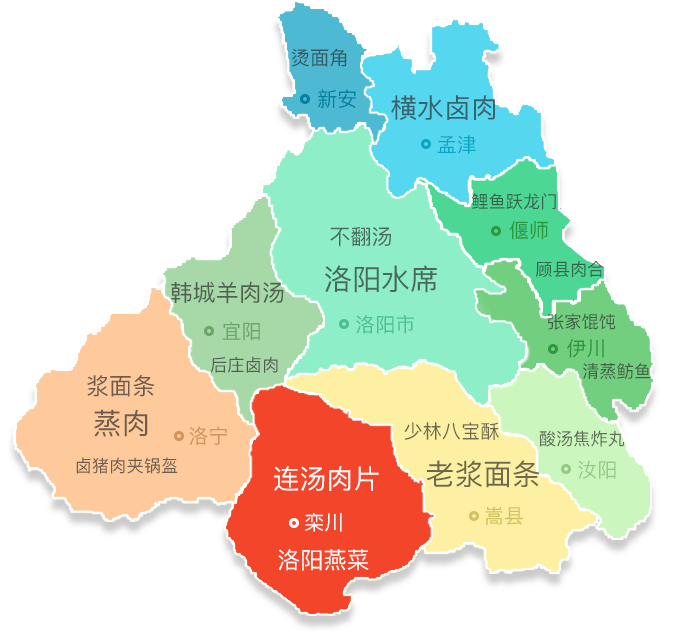 烫面角
新安
横水卤肉
孟津
鲤鱼跃龙门
偃师
顾县肉合
不翻汤
洛阳水席
洛阳市
韩城羊肉汤
宜阳
后庄卤肉
张家馄饨
伊川
清蒸鲂鱼
浆面条
蒸肉
洛宁
卤猪肉夹锅盔
少林八宝酥
老浆面条
嵩县
酸汤焦炸丸
汝阳
连汤肉片
栾川
洛阳燕菜